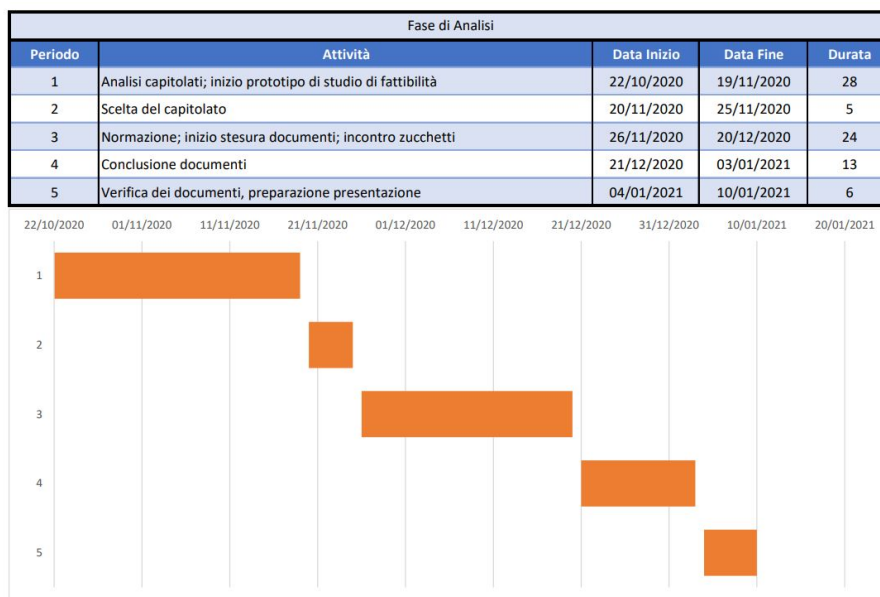 Fase di Analisi
Periodo Attività Data Inizio Data Fine Durata
1 Analisi capitolati; inizio prototipo di studio di fattibilità 22/10/2020 19/11/2020 28
2 Scelta del capitolato 20/11/2020 25/11/2020 5
3 Normazione; inizio stesura documenti; incontro zucchetti 26/11/2020 20/12/2020 24
4 Conclusione documenti 21/12/2020 03/01/2021 13
5 Verifica dei documenti, preparazione presentazione 04/01/2021 10/01/2021 6
22/10/2020 01/11/2020 11/11/2020 21/11/2020 01/12/2020 11/12/2020 21/12/2020 31/12/2020 10/01/2021 20/01/2021
1
2
3
4
5